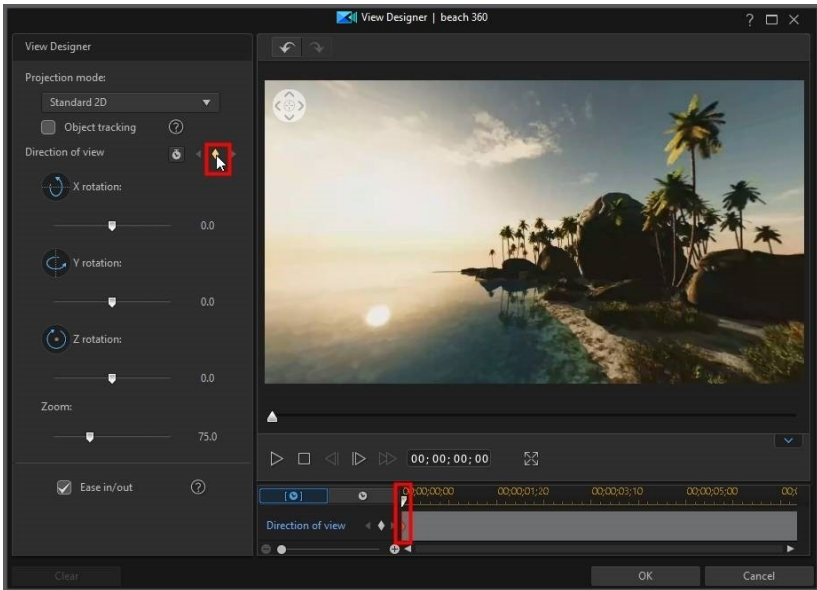 View Designer | beach 360
?
View Designer
Projection mode:
Standard 2D
Object tracking ?
Direction of view
X rotation:
0.0
Y rotation:
0.0
Z rotation:
0.0
Zoom:
75.0
Ease in/out ?
00;00;00;00
00;00;00;00 00;00;01;20 00;00;03;10 00;00;05;00
Direction of view
Clear
OK Cancel